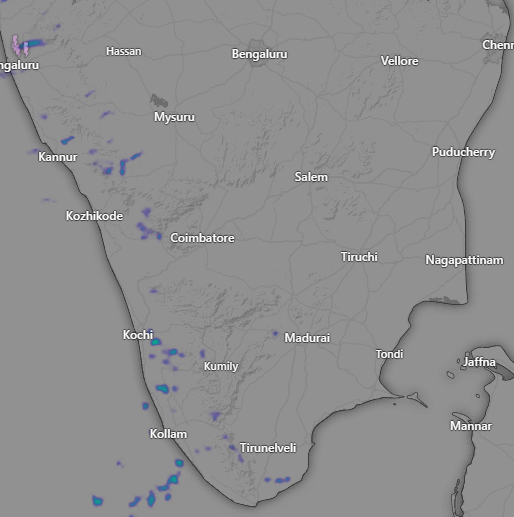 Hassan
Bengaluru
Chenn
Vellore
ngaluru
Mysuru
Kannur
Puducherry
Salem
Kozhikode
Coimbatore
Tiruchi
Nagapattinam
Kochi
Madurai
Tondi
Kumily
Jaffna
Mannar
Kollam
Tirunelveli